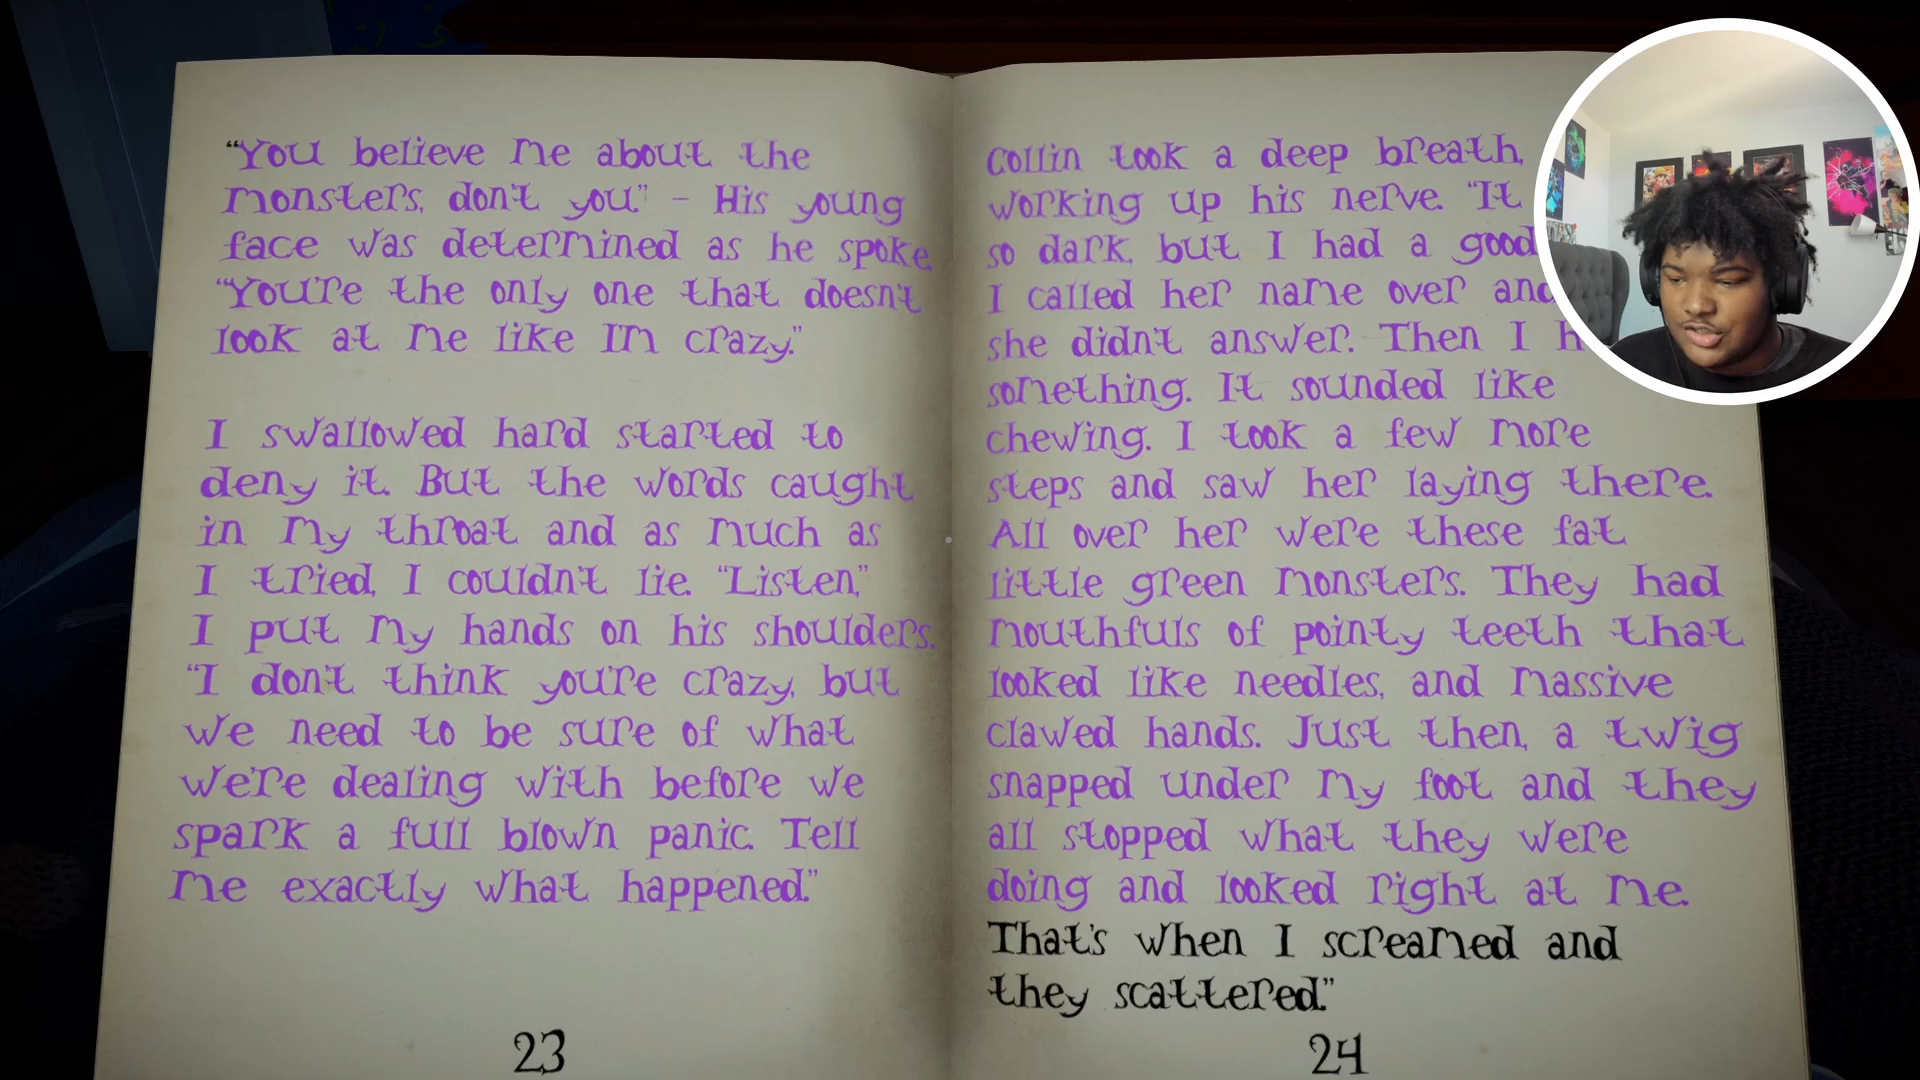 “You believe me about the
monsters, don't you." - His young
face was determined as he spoke.
“You're the only one that doesn't
look at me like I'm crazy."
I swallowed hard started to
deny it. But the words caught
in my throat and as much as
I tried, I couldn't lie. “Listen,”
I put my hands on his shoulders.
“I don't think you're crazy, but
we need to be sure of what
we're dealing with before we
spark a full blown panic. Tell
me exactly what happened.”
23
Collin took a deep breath,
working up his nerve. “It
so dark, but I had a good
I called her name over and
she didn't answer. Then I
something. It sounded like
chewing. I took a few more
steps and saw her laying there.
All over her were these fat
little green monsters. They had
mouthfuls of pointy teeth that
looked like needles, and massive
clawed hands. Just then, a twig
snapped under my foot and they
all stopped what they were
doing and looked right at me.
That's when I screamed and
they scattered.”
24